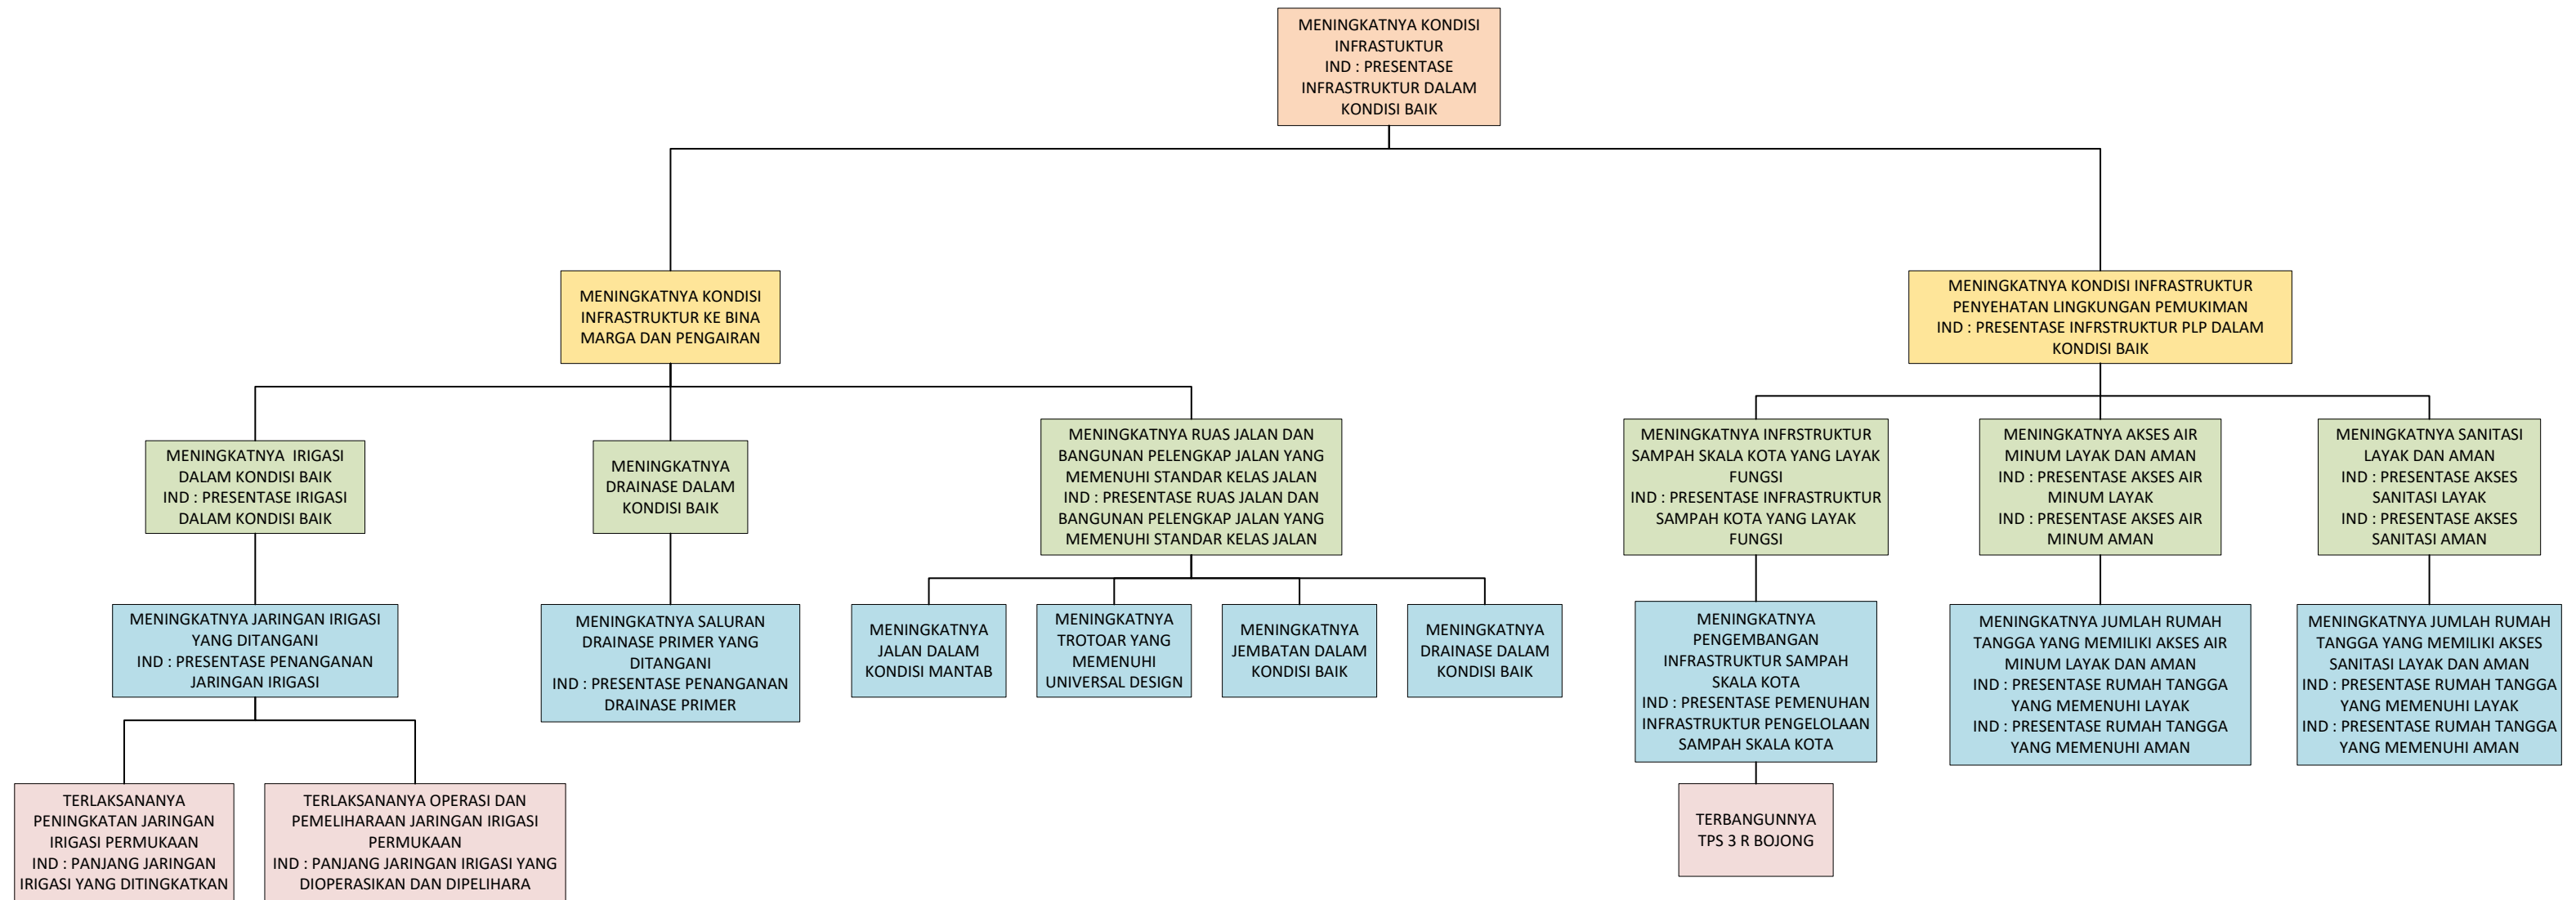 MENINGKATNYA KONDISI
INFRASTUKTUR
IND : PRESENTASE
INFRASTRUKTUR DALAM
KONDISI BAIK
MENINGKATNYA KONDISI
INFRASTRUKTUR KE BINA
MARGA DAN PENGAIRAN
MENINGKATNYA KONDISI INFRASTRUKTUR
PENYEHATAN LINGKUNGAN PEMUKIMAN
IND : PRESENTASE INFRSTRUKTUR PLP DALAM
KONDISI BAIK
MENINGKATNYA IRIGASI
DALAM KONDISI BAIK
IND : PRESENTASE IRIGASI
DALAM KONDISI BAIK
MENINGKATNYA
DRAINASE DALAM
KONDISI BAIK
MENINGKATNYA RUAS JALAN DAN
BANGUNAN PELENGKAP JALAN YANG
MEMENUHI STANDAR KELAS JALAN
IND : PRESENTASE RUAS JALAN DAN
BANGUNAN PELENGKAP JALAN YANG
MEMENUHI STANDAR KELAS JALAN
MENINGKATNYA INFRSTRUKTUR
SAMPAH SKALA KOTA YANG LAYAK
FUNGSI
IND : PRESENTASE INFRASTRUKTUR
SAMPAH KOTA YANG LAYAK
FUNGSI
MENINGKATNYA AKSES AIR
MINUM LAYAK DAN AMAN
IND : PRESENTASE AKSES AIR
MINUM LAYAK
IND : PRESENTASE AKSES AIR
MINUM AMAN
MENINGKATNYA SANITASI
LAYAK DAN AMAN
IND : PRESENTASE AKSES
SANITASI LAYAK
IND : PRESENTASE AKSES
SANITASI AMAN
MENINGKATNYA JARINGAN IRIGASI
YANG DITANGANI
IND : PRESENTASE PENANGANAN
JARINGAN IRIGASI
MENINGKATNYA SALURAN
DRAINASE PRIMER YANG
DITANGANI
IND : PRESENTASE PENANGANAN
DRAINASE PRIMER
MENINGKATNYA
JALAN DALAM
KONDISI MANTAB
MENINGKATNYA
TROTOAR YANG
MEMENUHI
UNIVERSAL DESIGN
MENINGKATNYA
JEMBATAN DALAM
KONDISI BAIK
MENINGKATNYA
DRAINASE DALAM
KONDISI BAIK
MENINGKATNYA
PENGEMBANGAN
INFRASTRUKTUR SAMPAH
SKALA KOTA
IND : PRESENTASE PEMENUHAN
INFRASTRUKTUR PENGELOLAAN
SAMPAH SKALA KOTA
MENINGKATNYA JUMLAH RUMAH
TANGGA YANG MEMILIKI AKSES AIR
MINUM LAYAK DAN AMAN
IND : PRESENTASE RUMAH TANGGA
YANG MEMENUHI LAYAK
IND : PRESENTASE RUMAH TANGGA
YANG MEMENUHI AMAN
MENINGKATNYA JUMLAH RUMAH
TANGGA YANG MEMILIKI AKSES
SANITASI LAYAK DAN AMAN
IND : PRESENTASE RUMAH TANGGA
YANG MEMENUHI LAYAK
IND : PRESENTASE RUMAH TANGGA
YANG MEMENUHI AMAN
TERLAKSANANYA
PENINGKATAN JARINGAN
IRIGASI PERMUKAAN
IND : PANJANG JARINGAN
IRIGASI YANG DITINGKATKAN
TERLAKSANANYA OPERASI DAN
PEMELIHARAAN JARINGAN IRIGASI
PERMUKAAN
IND : PANJANG JARINGAN IRIGASI YANG
DIOPERASIKAN DAN DIPELIHARA
TERBANGUNNYA
TPS 3 R BOJONG